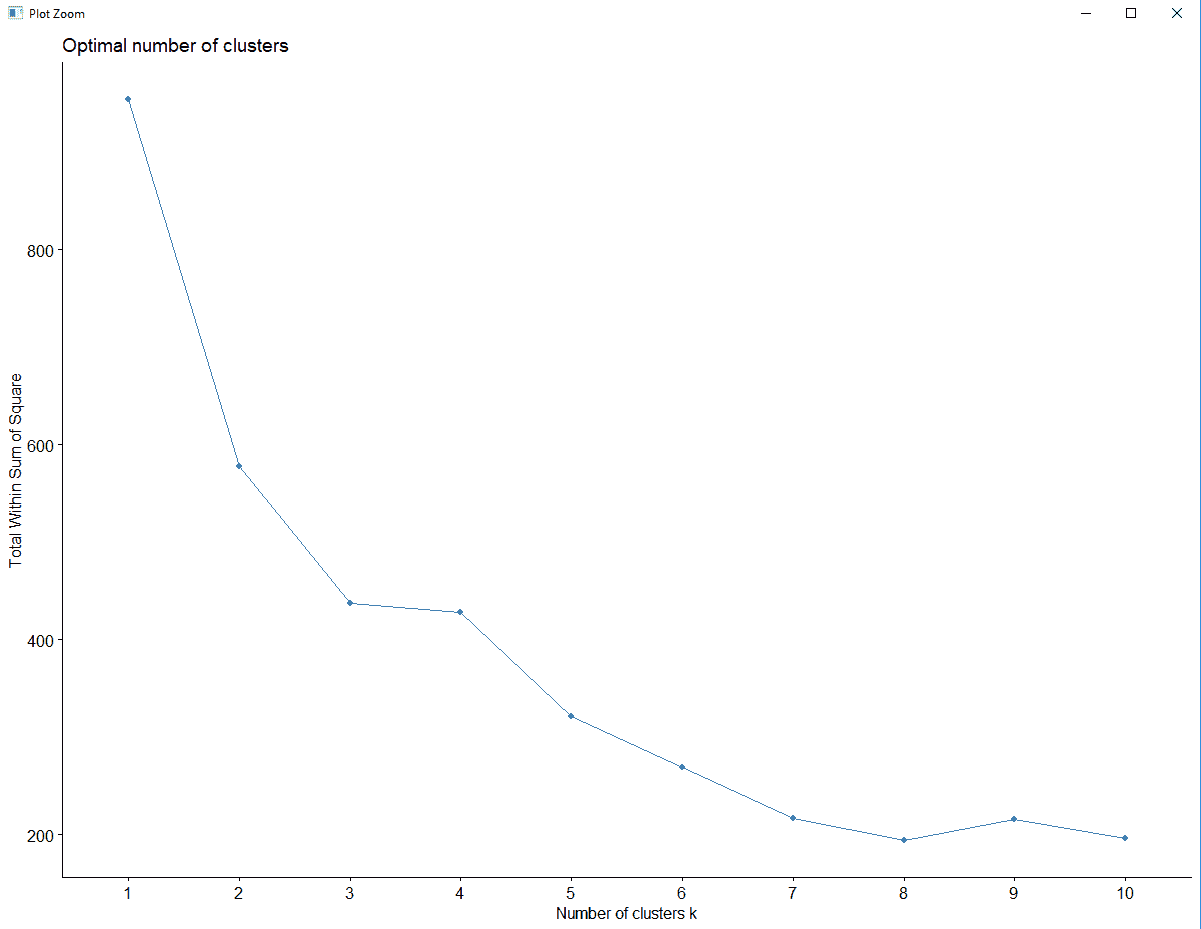 Plot Zoom
Optimal number of clusters
800
600
400
200
Total Within Sum of Square
1 2 3 4 5 6 7 8 9 10
Number of clusters k